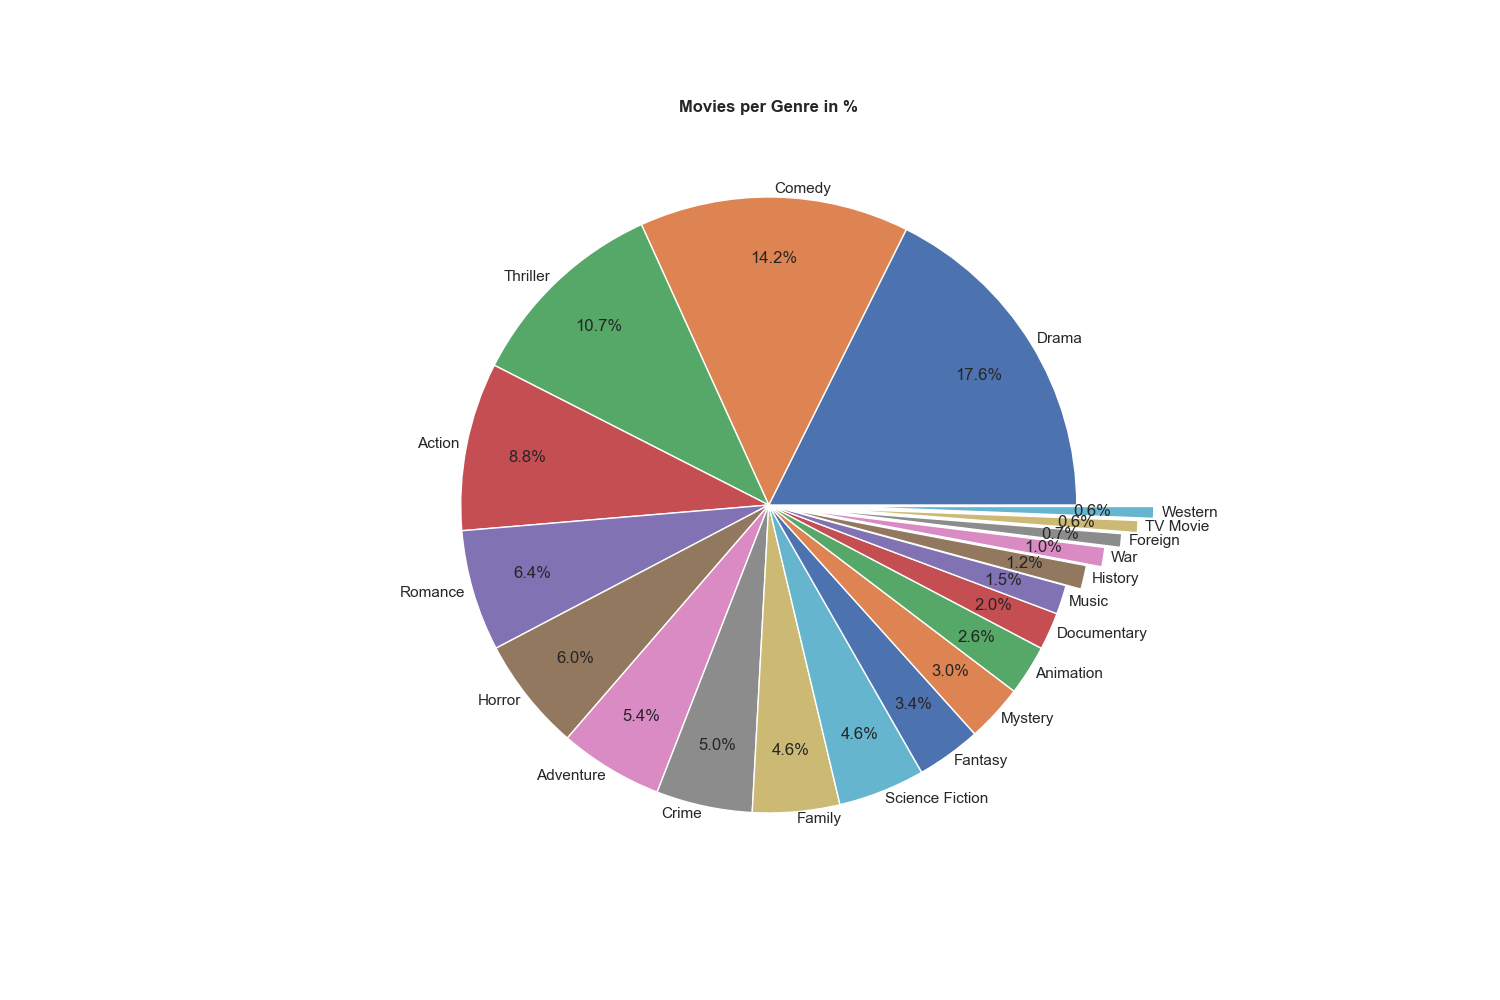 Movies per Genre in %
Comedy
14.2%
Drama
17.6%
Thriller
10.7%
Action
8.8%
Romance
6.4%
Horror
6.0%
Adventure
5.4%
Crime
5.0%
Family
4.6%
Science Fiction
4.6%
Fantasy
3.4%
Mystery
3.0%
Animation
2.6%
Documentary
2.0%
Music
1.5%
History
1.2%
War
1.0%
Foreign
0.7%
TV Movie
0.6%
Western
0.6%